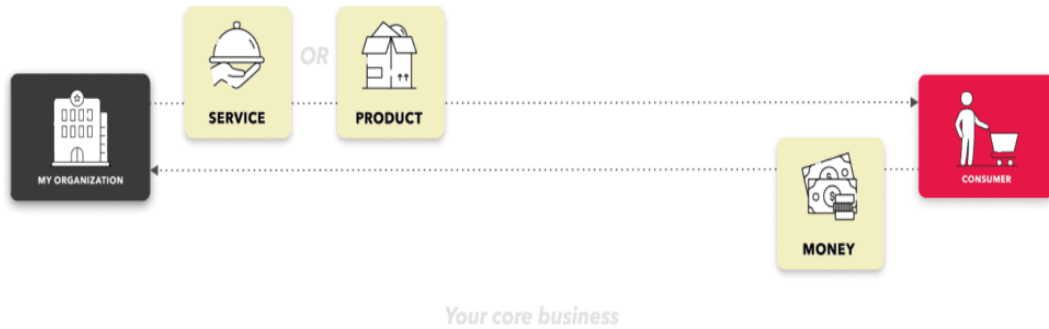 OR
SERVICE
PRODUCT
MY ORGANIZATION
CONSUMER
MONEY
Your core business